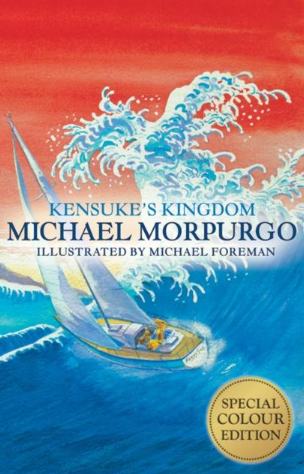 KENSUKE'S KINGDOM
MICHAEL MORPURGO
ILLUSTRATED BY MICHAEL FOREMAN
SPECIAL
COLOUR
EDITION